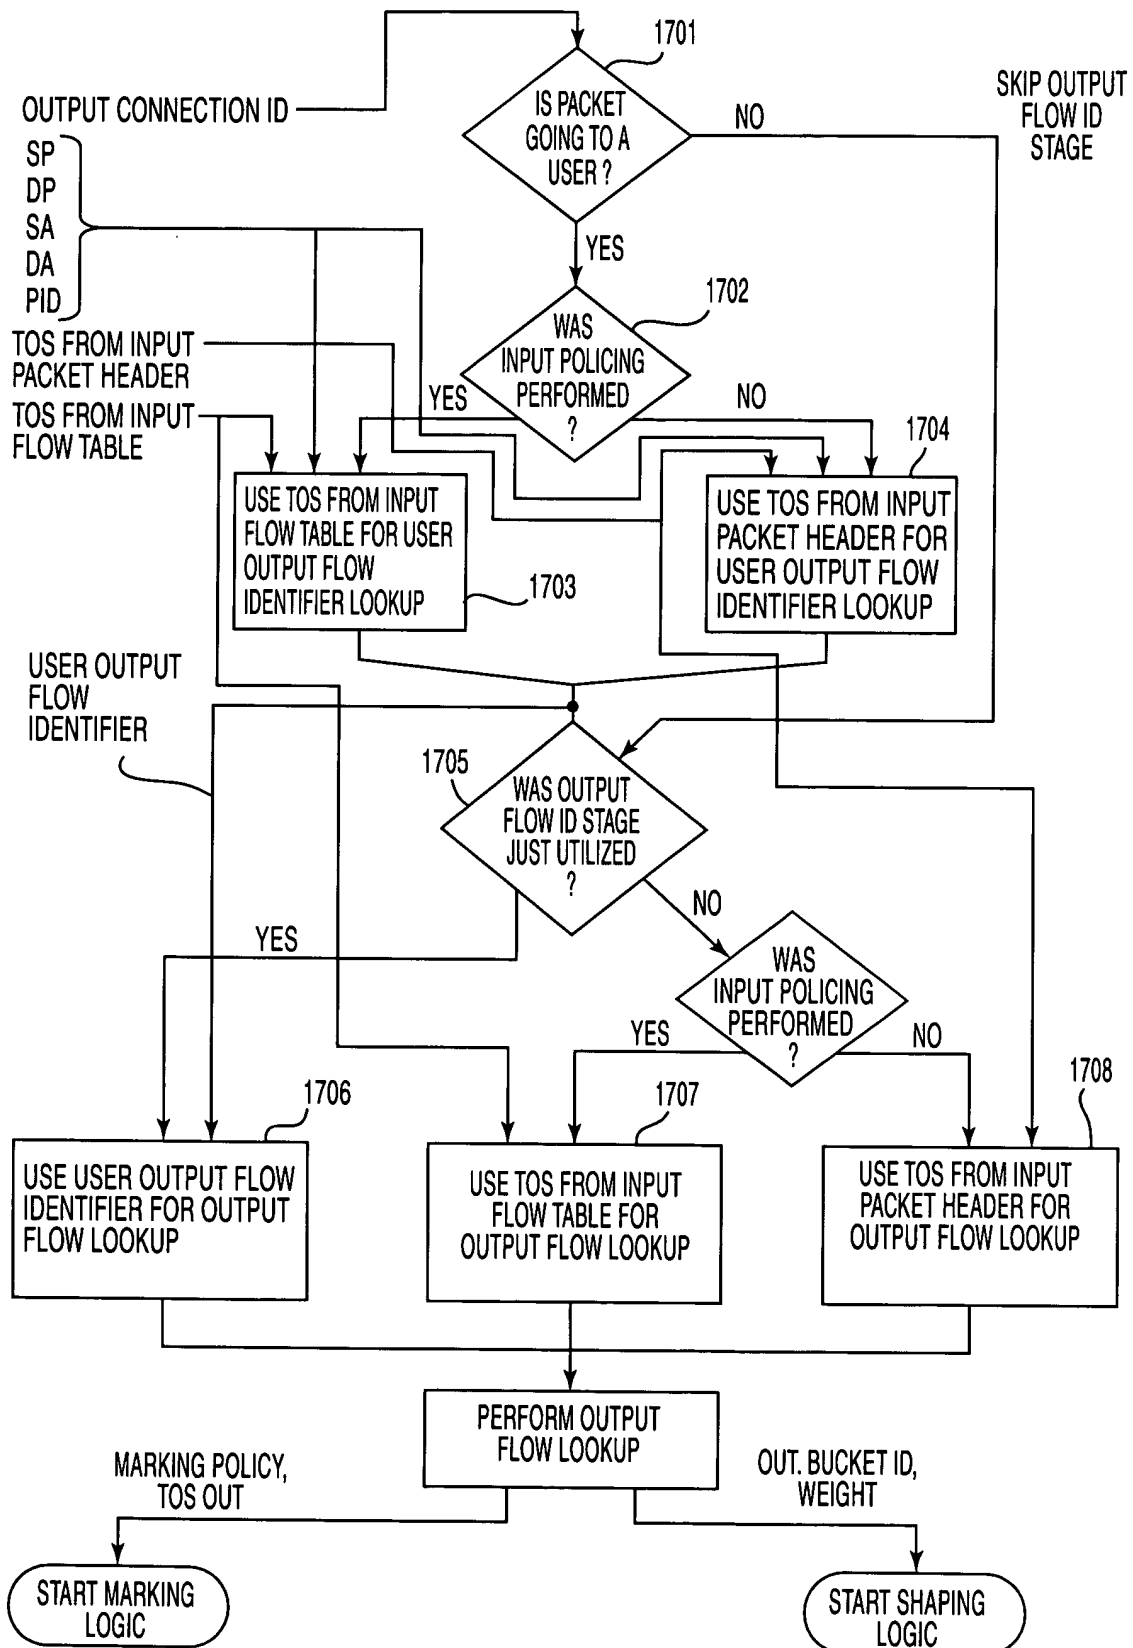 1701
OUTPUT CONNECTION ID
IS PACKET
GOING TO A
USER ?
NO
SKIP OUTPUT
FLOW ID
STAGE
SP
DP
SA
DA
PID
YES
1702
WAS
INPUT POLICING
PERFORMED
?
TOS FROM INPUT
PACKET HEADER
TOS FROM INPUT
FLOW TABLE
YES
NO
1704
USE TOS FROM INPUT
FLOW TABLE FOR USER
OUTPUT FLOW
IDENTIFIER LOOKUP
1703
USE TOS FROM INPUT
PACKET HEADER FOR
USER OUTPUT FLOW
IDENTIFIER LOOKUP
USER OUTPUT
FLOW
IDENTIFIER
1705
WAS OUTPUT
FLOW ID STAGE
JUST UTILIZED
?
YES
NO
WAS
INPUT POLICING
PERFORMED
?
YES
NO
1706
1707
1708
USE USER OUTPUT FLOW
IDENTIFIER FOR OUTPUT
FLOW LOOKUP
USE TOS FROM INPUT
FLOW TABLE FOR
OUTPUT FLOW LOOKUP
USE TOS FROM INPUT
PACKET HEADER FOR
OUTPUT FLOW LOOKUP
PERFORM OUTPUT
FLOW LOOKUP
MARKING POLICY,
TOS OUT
OUT. BUCKET ID,
WEIGHT
START MARKING
LOGIC
START SHAPING
LOGIC